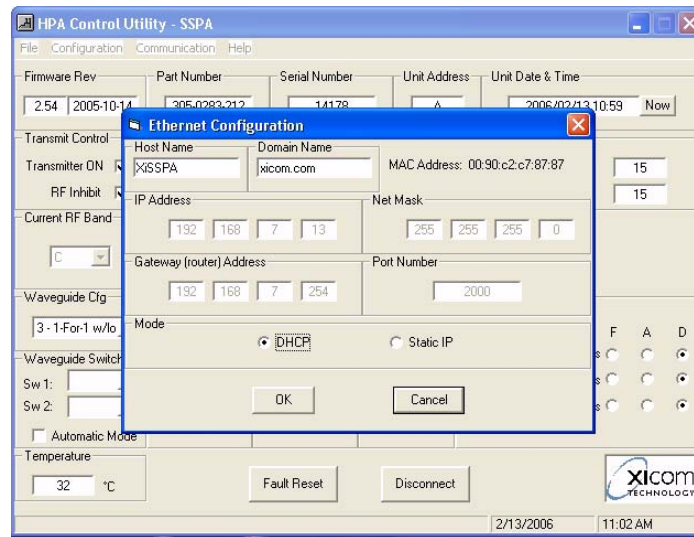 HPA Control Utility - SSPA
File Configuration Communication Help
Firmware Rev Part Number Serial Number Unit Address Unit Date & Time
2.54 2005-10-14 305-0283-212 14178 A 2006/02/13 10:59 Now
Ethernet Configuration
Transmit Control
Transmitter ON
RF Inhibit
15
15
Host Name Domain Name
XiSSPA xicom.com MAC Address: 00:90:c2:c7:87:87
IP Address Net Mask
192 168 7 13 255 255 255 0
Current RF Band
C
Gateway (router) Address Port Number
192 168 7 254 2000
Waveguide Cfg
3 - 1-For-1 w/lo
Mode
DHCP Static IP
F A D
s
s
s
OK Cancel
Waveguide Switch
Sw 1:
Sw 2:
Automatic Mode
Temperature
32 °C
Fault Reset Disconnect
xicom
TECHNOLOGY
2/13/2006 11:02 AM